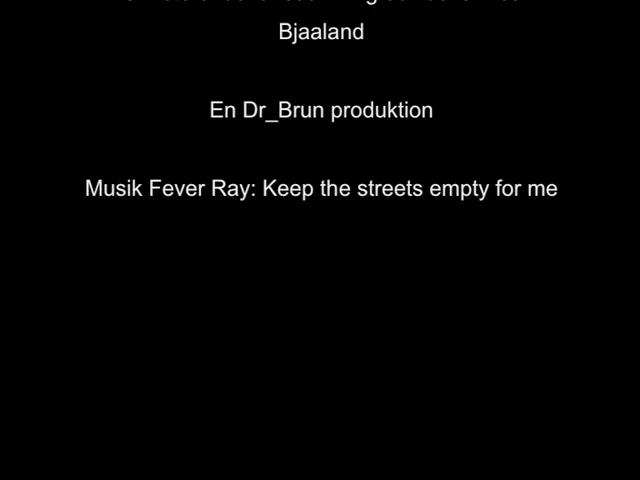 Bjaaland
En Dr_Brun produktion
Musik Fever Ray: Keep the streets empty for me